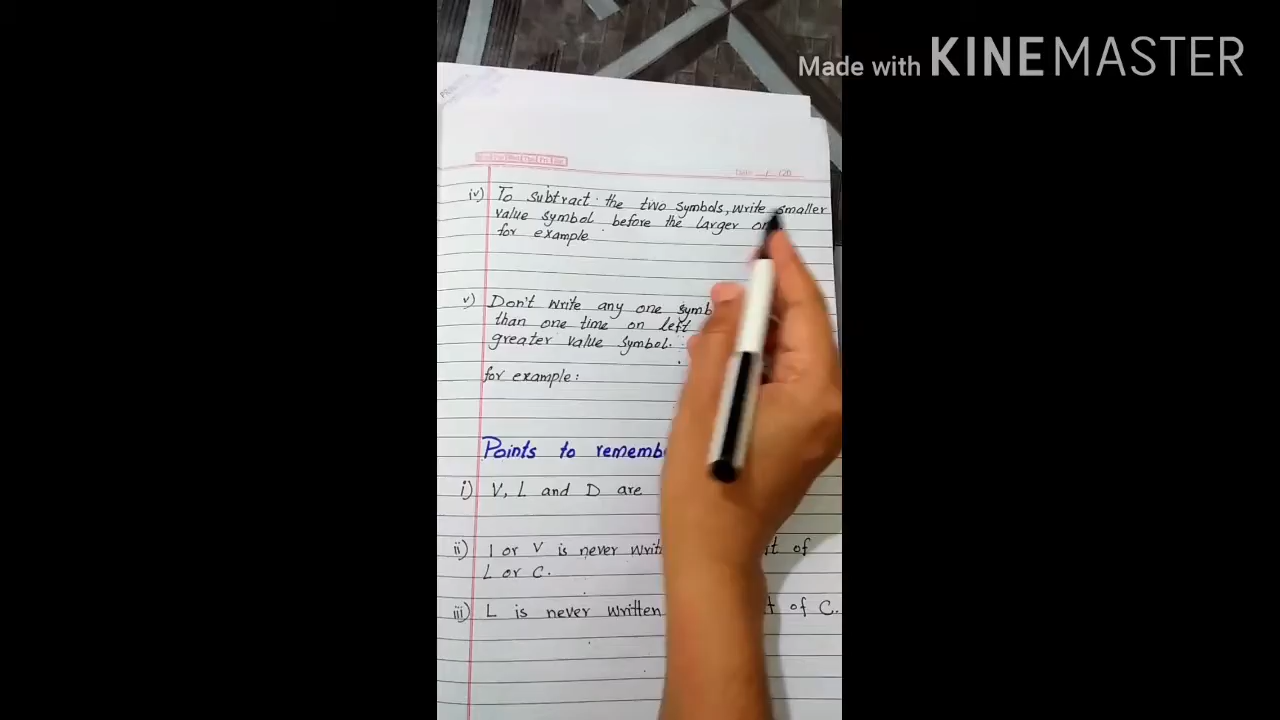 Made with KINEMASTER
iv) To subtract the two symbols, write smaller
value symbol before the larger
for example
v) Don't write any one
than one time on left
greater value symbol.
for example:
Points to
i) V, L and D are
ii) I or V is never of
L or C.
iii) L is never written of C.